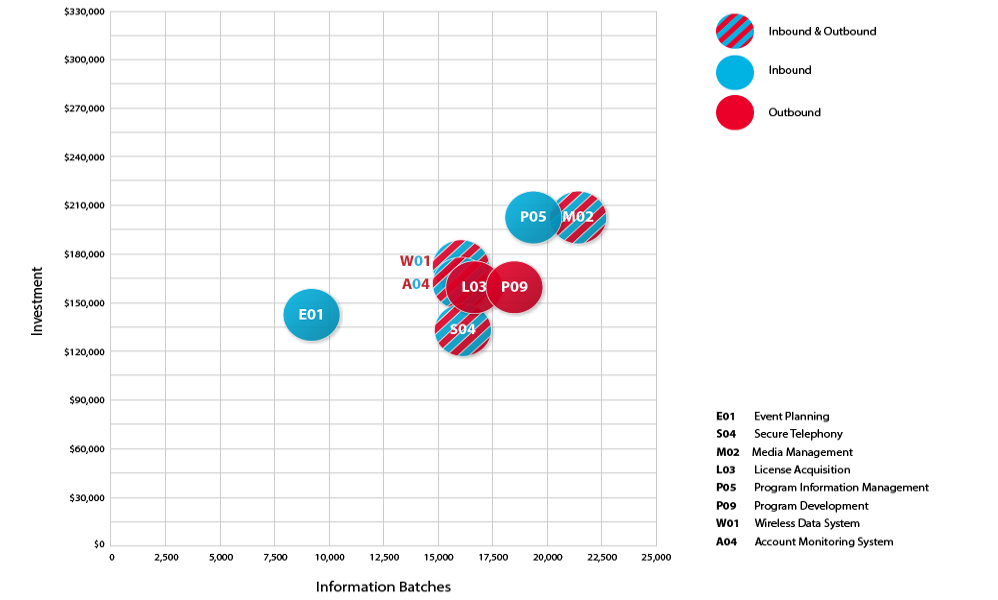 $330,000
$300,000
$270,000
$240,000
$210,000
$180,000
$150,000
$120,000
$90,000
$60,000
$30,000
$0
Investment
0 2,500 5,000 7,500 10,000 12,500 15,000 17,500 20,000 22,500 25,000
Information Batches
P05 M02
W01
A04
L03 P09
E01
S04
Inbound & Outbound
Inbound
Outbound
E01 Event Planning
S04 Secure Telephony
M02 Media Management
L03 License Acquisition
P05 Program Information Management
P09 Program Development
W01 Wireless Data System
A04 Account Monitoring System